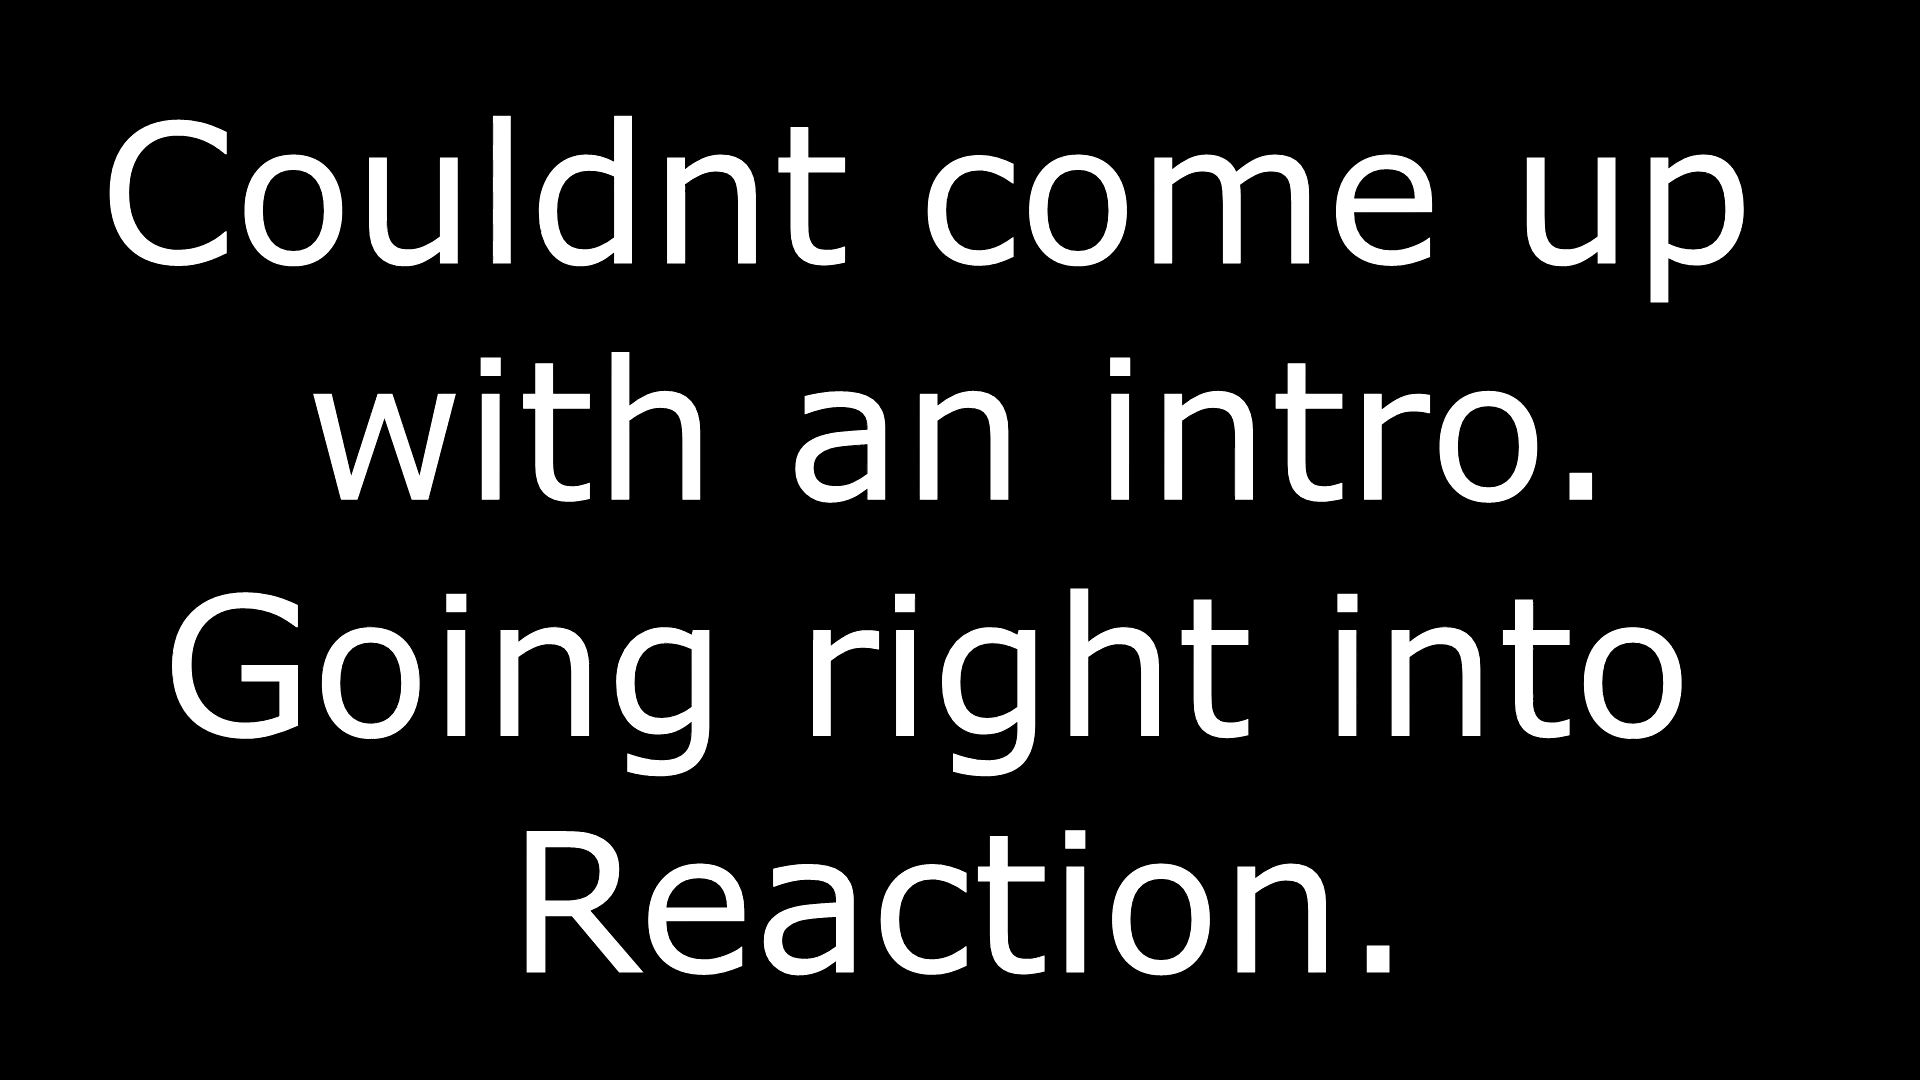 Couldnt come up
with an intro.
Going right into
Reaction.